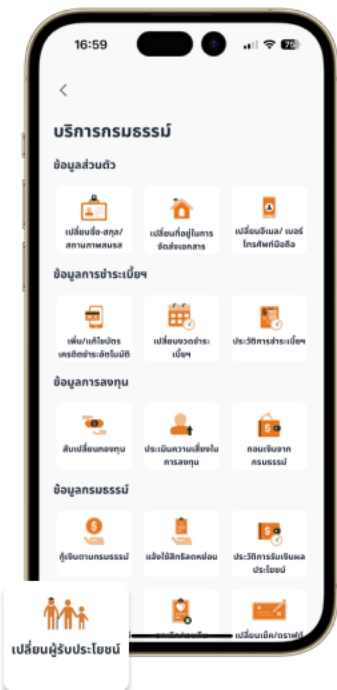 16:59
75
บริการกรมธรรม์
ข้อมูลส่วนตัว
เปลี่ยนชื่อ-สกุล/
สถานภาพสมรส
เปลี่ยนที่อยู่ในการ
จัดส่งเอกสาร
เปลี่ยนอีเมล/ เบอร์
โทรศัพท์มือถือ
ข้อมูลการชำระเบี้ยฯ
เพิ่ม/แก้ไขบัตร
เครดิตชำระอัตโนมัติ
เปลี่ยนงวดชำระ
เบี้ยฯ
ประวัติการชำระเบี้ยฯ
ข้อมูลการลงทุน
สับเปลี่ยนกองทุน
ประเมินความเสี่ยงใน
การลงทุน
ถอนเงินจาก
กรมธรรม์
ข้อมูลกรมธรรม์
กู้เงินตามกรมธรรม์
แจ้งใช้สิทธิลดหย่อน
ประวัติการรับเงินผล
ประโยชน์
เปลี่ยนผู้รับประโยชน์
เปลี่ยนเช็ค/ดราฟต์